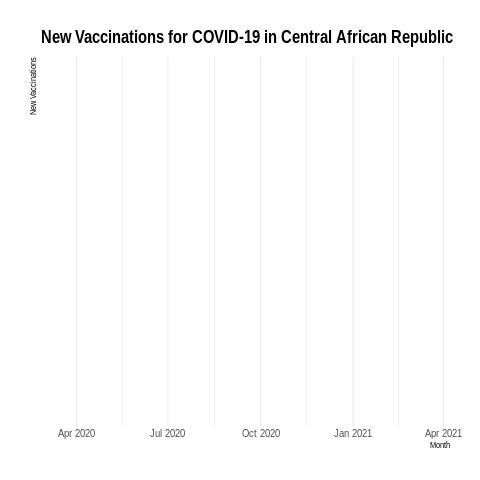 New Vaccinations for COVID-19 in Central African Republic
New Vaccinations
Apr 2020 Jul 2020 Oct 2020 Jan 2021 Apr 2021
Month